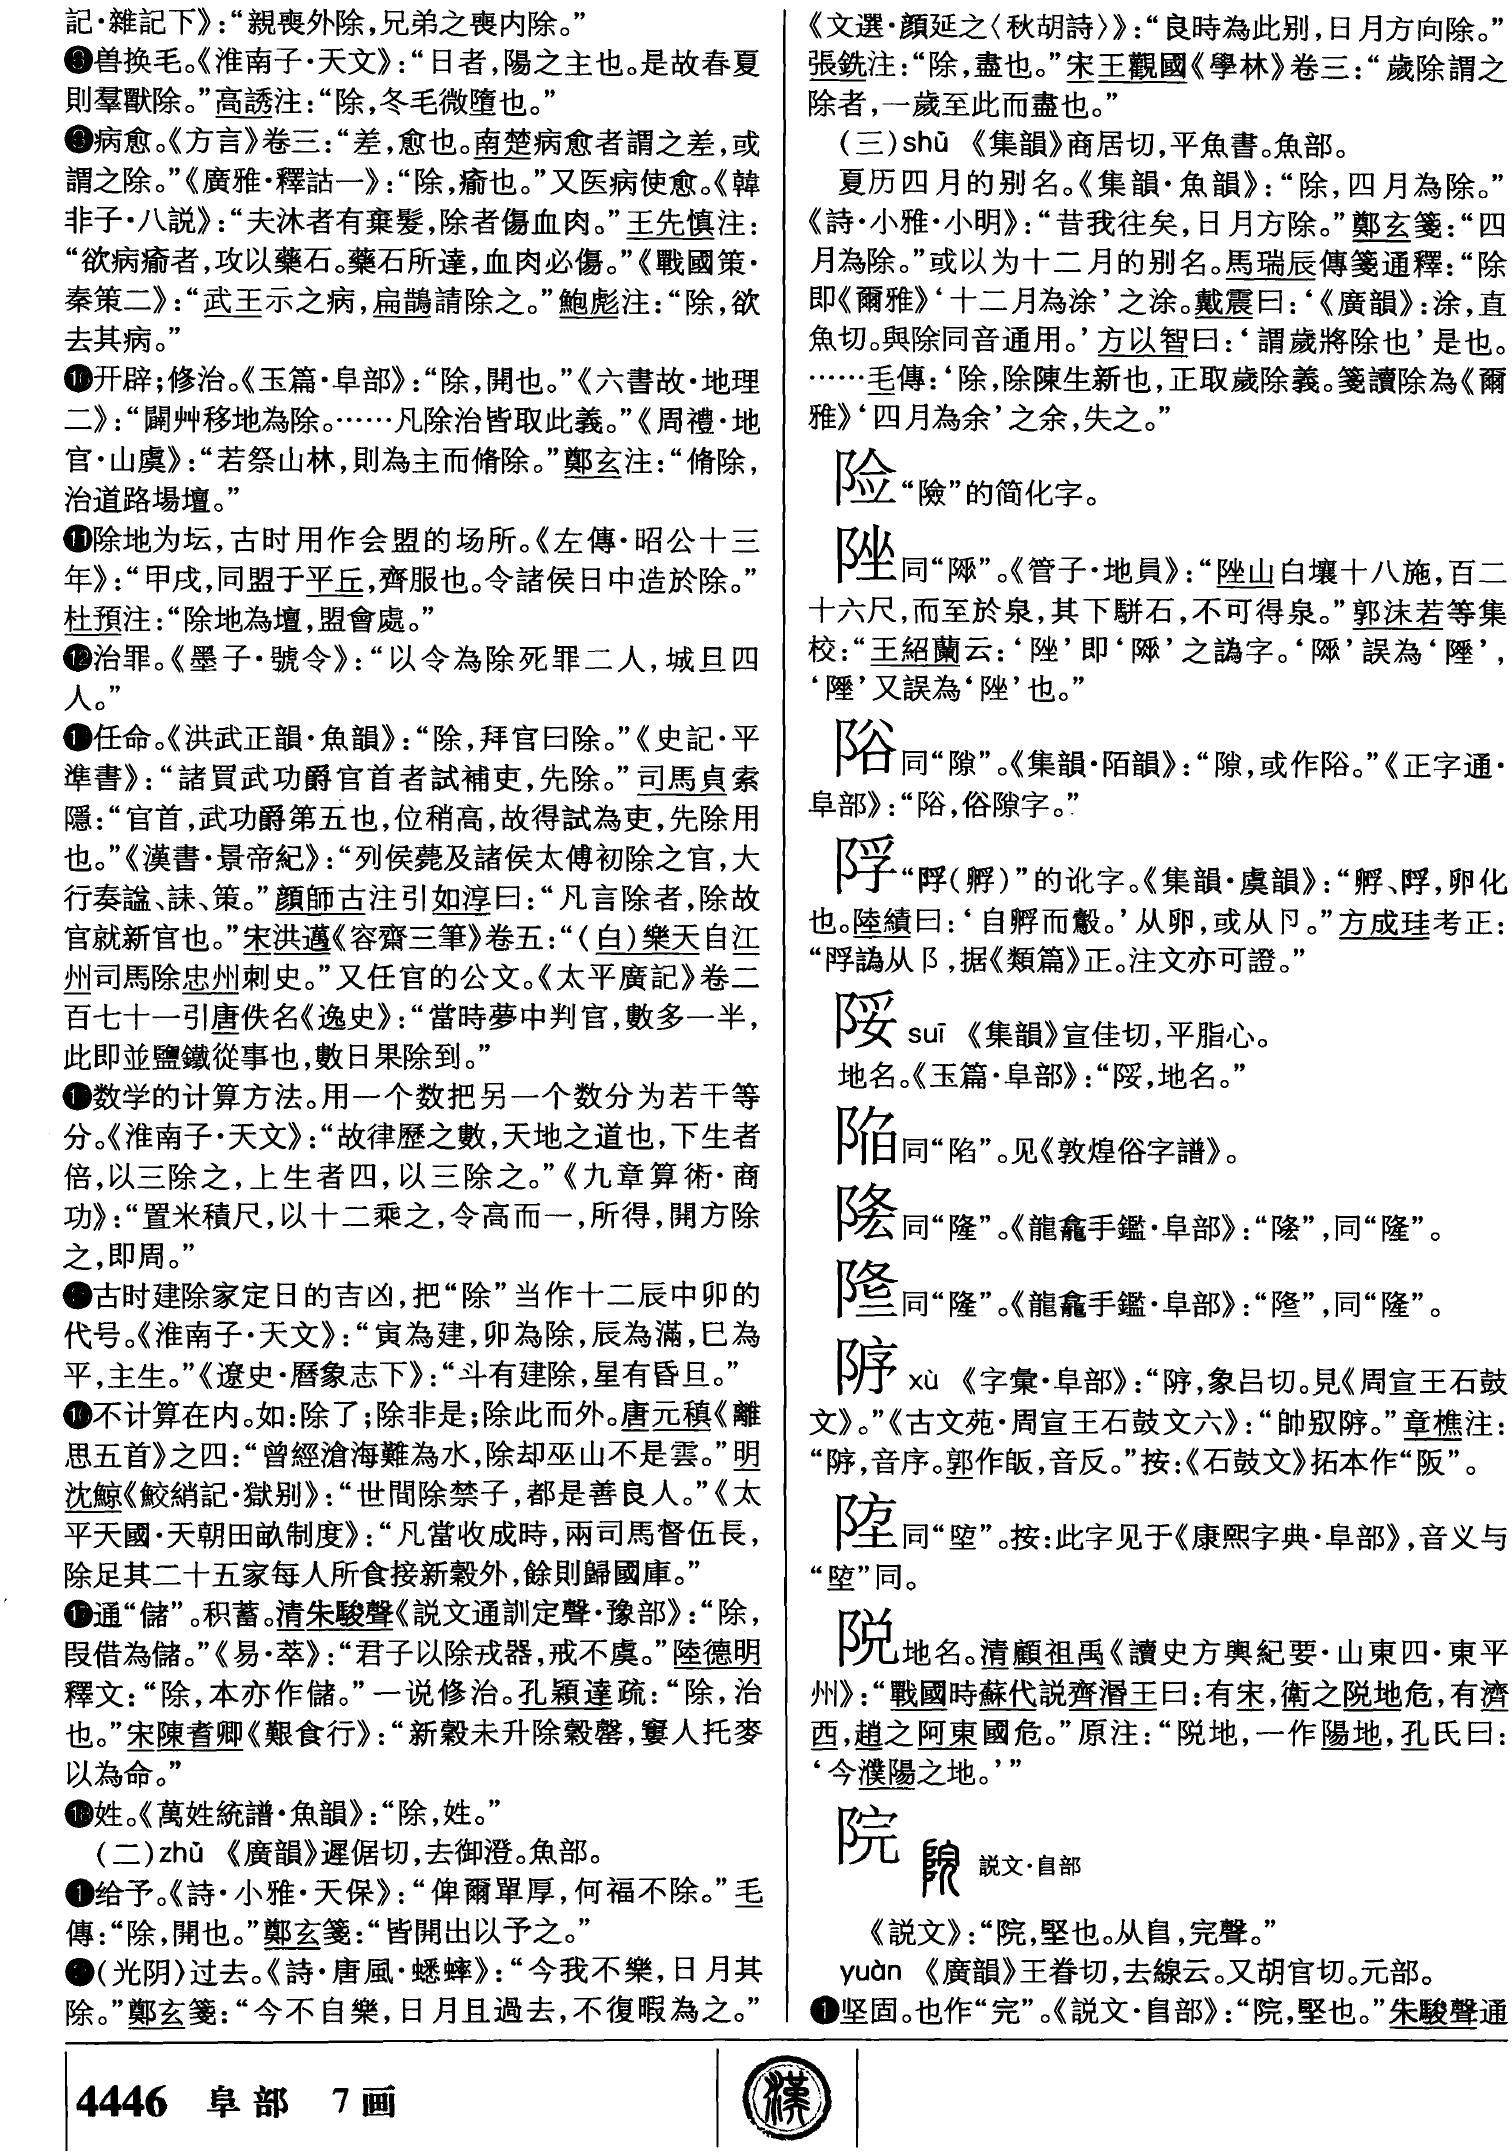 記·雜記下》：“親喪外除，兄弟之喪内除。”
❽兽换毛。《淮南子·天文》：“日者，陽之主也。是故春夏
則羣獸除。”高誘注：“除，冬毛微墮也。”
❾病愈。《方言》卷三：“差，愈也。南楚病愈者謂之差，或
謂之除。”《廣雅·釋詁一》：“除，瘉也。”又医病使愈。《韓
非子·八説》：“夫沐者有棄髮，除者傷血肉。”王先慎注：
“欲病瘉者，攻以藥石。藥石所達，血肉必傷。”《戰國策·
秦策二》：“武王示之病，扁鵲請除之。”鮑彪注：“除，欲
去其病。”
❿开辟；修治。《玉篇·阜部》：“除，開也。”《六書故·地理
二》：“闢艸移地為除。……凡除治皆取此義。”《周禮·地
官·山虞》：“若祭山林，則為主而脩除。”鄭玄注：“脩除，
治道路場壇。”
⓫除地为坛，古时用作会盟的场所。《左傳·昭公十三
年》：“甲戌，同盟于平丘，齊服也。令諸侯日中造於除。”
杜預注：“除地為壇，盟會處。”
⓬治罪。《墨子·號令》：“以令為除死罪二人，城旦四
人。”
⓭任命。《洪武正韻·魚韻》：“除，拜官曰除。”《史記·平
準書》：“諸買武功爵官首者試補吏，先除。”司馬貞索
隱：“官首，武功爵第五也，位稍高，故得試為吏，先除用
也。”《漢書·景帝紀》：“列侯薨及諸侯太傅初除之官，大
行奏諡、誄、策。”顔師古注引如淳曰：“凡言除者，除故
官就新官也。”宋洪邁《容齋三筆》卷五：“（白）樂天自江
州司馬除忠州刺史。”又任官的公文。《太平廣記》卷二
百七十一引唐佚名《逸史》：“當時夢中判官，數多一半，
此即並鹽鐵從事也，數日果除到。”
⓮数学的计算方法。用一个数把另一个数分为若干等
分。《淮南子·天文》：“故律歷之數，天地之道也，下生者
倍，以三除之，上生者四，以三除之。”《九章算術·商
功》：“置米積尺，以十二乘之，令高而一，所得，開方除
之，即周。”
⓯古时建除家定日的吉凶，把“除”当作十二辰中卯的
代号。《淮南子·天文》：“寅為建，卯為除，辰為滿，巳為
平，主生。”《遼史·曆象志下》：“斗有建除，星有昏旦。”
⓰不计算在内。如：除了；除非是；除此而外。唐元稹《離
思五首》之四：“曾經滄海難為水，除却巫山不是雲。”明
沈鯨《鮫綃記·獄别》：“世間除禁子，都是善良人。”《太
平天國·天朝田畝制度》：“凡當收成時，兩司馬督伍長，
除足其二十五家每人所食接新穀外，餘則歸國庫。”
⓱通“儲”。积蓄。清朱駿聲《説文通訓定聲·豫部》：“除，
叚借為儲。”《易·萃》：“君子以除戎器，戒不虞。”陸德明
釋文：“除，本亦作儲。”一说修治。孔穎達疏：“除，治
也。”宋陳耆卿《艱食行》：“新穀未升除穀罄，窶人托麥
以為命。”
⓲姓。《萬姓統譜·魚韻》：“除，姓。”
（二）zhù 《廣韻》遲倨切，去御澄。魚部。
❶给予。《詩·小雅·天保》：“俾爾單厚，何福不除。”毛
傳：“除，開也。”鄭玄箋：“皆開出以予之。”
❷（光阴）过去。《詩·唐風·蟋蟀》：“今我不樂，日月其
除。”鄭玄箋：“今不自樂，日月且過去，不復暇為之。”
《文選·顔延之〈秋胡詩〉》：“良時為此别，日月方向除。”
張銑注：“除，盡也。”宋王觀國《學林》卷三：“歲除謂之
除者，一歲至此而盡也。”
（三）shū 《集韻》商居切，平魚書。魚部。
夏历四月的别名。《集韻·魚韻》：“除，四月為除。”
《詩·小雅·小明》：“昔我往矣，日月方除。”鄭玄箋：“四
月為除。”或以为十二月的别名。馬瑞辰傳箋通釋：“除
即《爾雅》‘十二月為涂’之涂。戴震曰：‘《廣韻》：涂，直
魚切。與除同音通用。’方以智曰：‘謂歲將除也’是也。
……毛傳：‘除，除陳生新也，正取歲除義。箋讀除為《爾
雅》‘四月為余’之余，失之。”
险“險”的简化字。
陞同“䧙”。《管子·地員》：“陞山白壤十八施，百二
十六尺，而至於泉，其下駢石，不可得泉。”郭沫若等集
校：“王紹蘭云：
峪同“隙”。《集韻·陌韻》：“隙，或作𨹟。”《正字通·
阜部》：“𨹟，俗隙字。”
“孵（孵）”的讹字。《集韻·虞韻》：“孵、，卵化
也。陸績曰：‘自孵而鷇。’从卵，或从卪。”方成珪考正：
“譌从阝，据《類篇》正。注文亦可證。”
隇 suī 《集韻》宣佳切，平脂心。
地名。《玉篇·阜部》：“，地名。”
同“陷”。见《敦煌俗字譜》。
同“隆”。《龍龕手鑑·阜部》：“”，同“隆”。
同“隆”。《龍龕手鑑·阜部》：“”，同“隆”。
xù 《字彙·阜部》：“，象吕切。見《周宣王石鼓
文》。”《古文苑·周宣王石鼓文六》：“帥馭。”章樵注：
“，音序。郭作䀟，音反。”按：《石鼓文》拓本作“阪”。
同“埅”。按：此字见于《康熙字典·阜部》，音义与
同。
陁地名。清顧祖禹《讀史方輿紀要·山東四·東平
州》：“戰國時蘇代説齊湣王曰：有宋，衛之地危，有濟
西，趙之阿東國危。”原注：“地，一作陽地，孔氏曰：
‘今濮陽之地。’”
院 説文·𨸏部
《説文》：“院，堅也。从𨸏，完聲。”
yuàn 《廣韻》王眷切，去線云。又胡官切。元部。
❶坚固。也作“完”。《説文·𨸏部》：“院，堅也。”朱駿聲通
4446 阜部 7画
漢